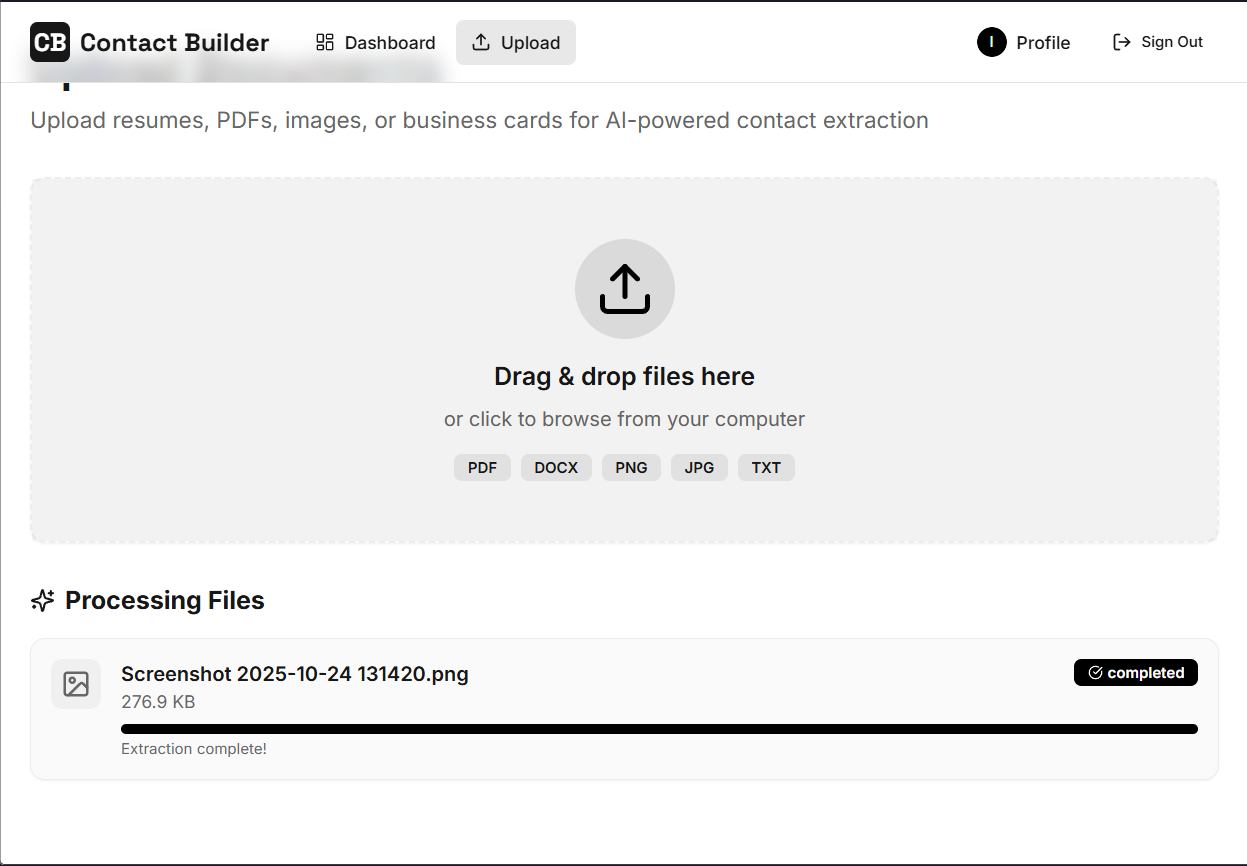 CB Contact Builder Dashboard Upload I Profile Sign Out
Upload resumes, PDFs, images, or business cards for AI-powered contact extraction
Drag & drop files here
or click to browse from your computer
PDF DOCX PNG JPG TXT
Processing Files
Screenshot 2025-10-24 131420.png completed
276.9 KB
Extraction complete!